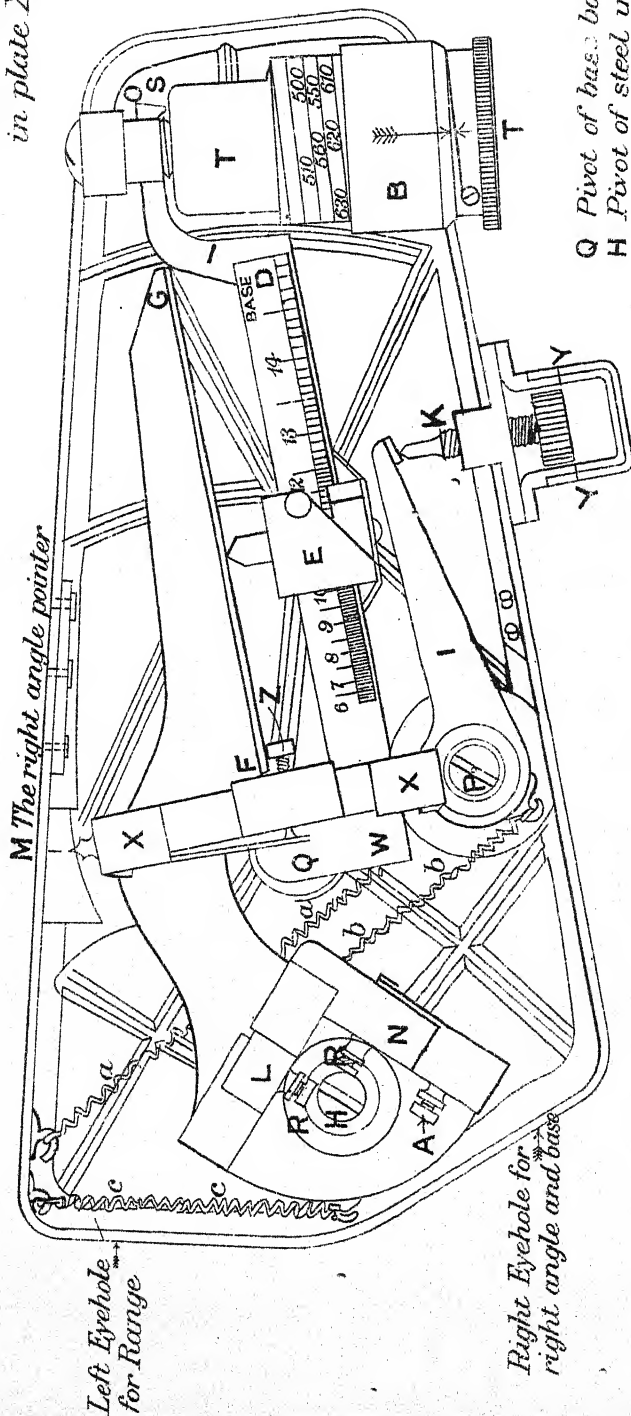 in plate
M The right angle pointer
Left Eyehole
for Range
Right Eyehole for
right angle and base
O
S
T
500
510 550
560 610
620
630
B
T
G
I
BASE
D
14
13
12
E
10
9
8
7
6
F
Z
X
X
Q
W
K
Y
Y
I
P
a
a
b
b
c
c
L
R
R
H
N
A
Q Pivot of base
H Pivot of steel